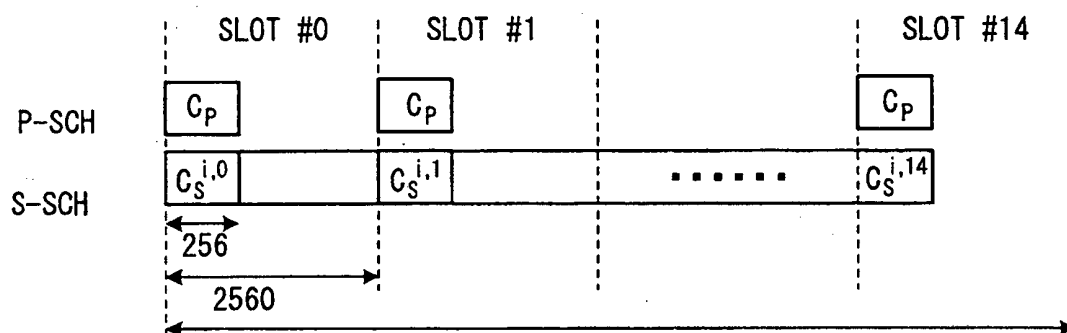 SLOT #0 SLOT #1 SLOT #14
P-SCH C_P C_P C_P
S-SCH C_S^{i,0} C_S^{i,1} ...... C_S^{i,14}
256
2560